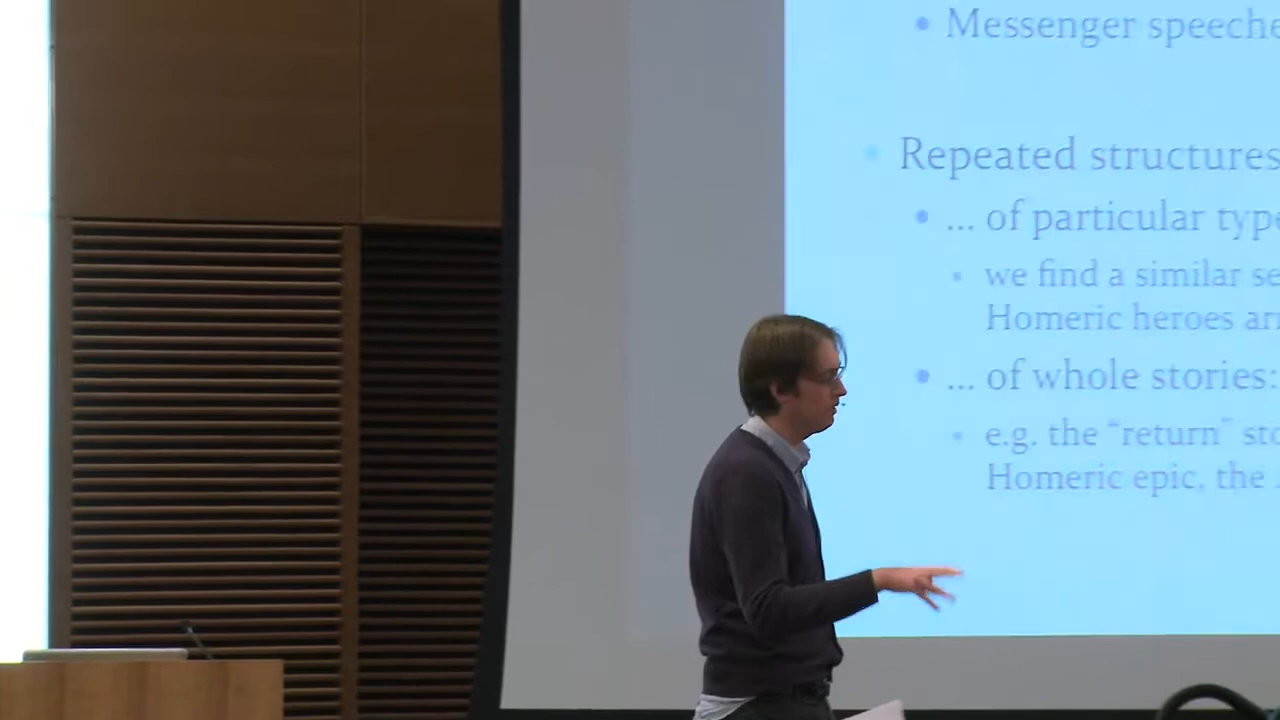 • Messenger speeche
• Repeated structures
• ... of particular type
• we find a similar se
Homeric heroes ar
• ... of whole stories:
• e.g. the “return” sto
Homeric epic, the